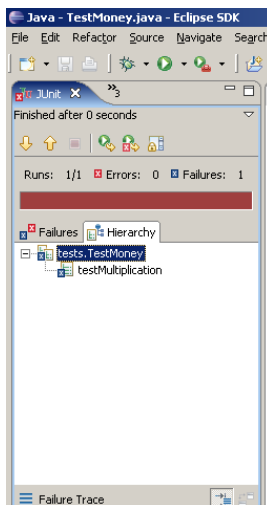 Java - TestMoney.java - Eclipse SDK
File Edit Refactor Source Navigate Search
JUnit 3
Finished after 0 seconds
Runs: 1/1 Errors: 0 Failures: 1
Failures Hierarchy
tests.TestMoney
testMultiplication
Failure Trace